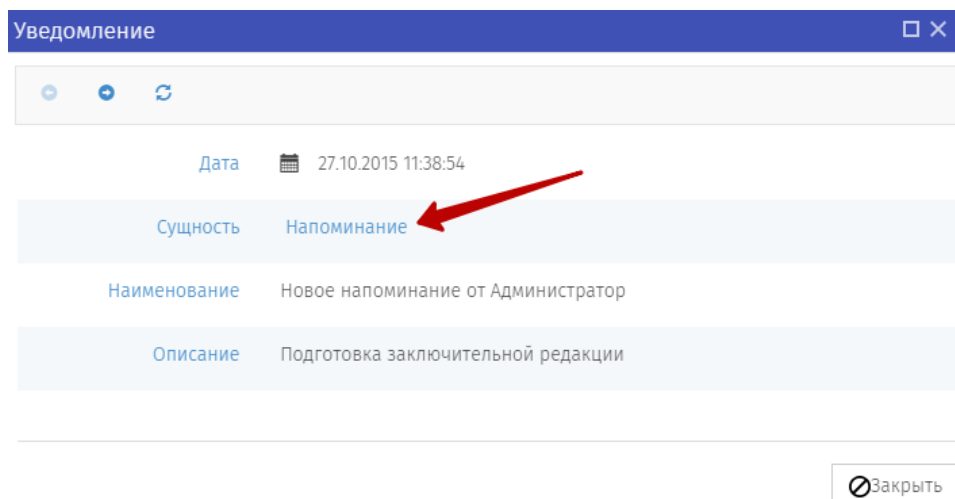 Уведомление
Дата 27.10.2015 11:38:54
Сущность Напоминание
Наименование Новое напоминание от Администратор
Описание Подготовка заключительной редакции
Закрыть